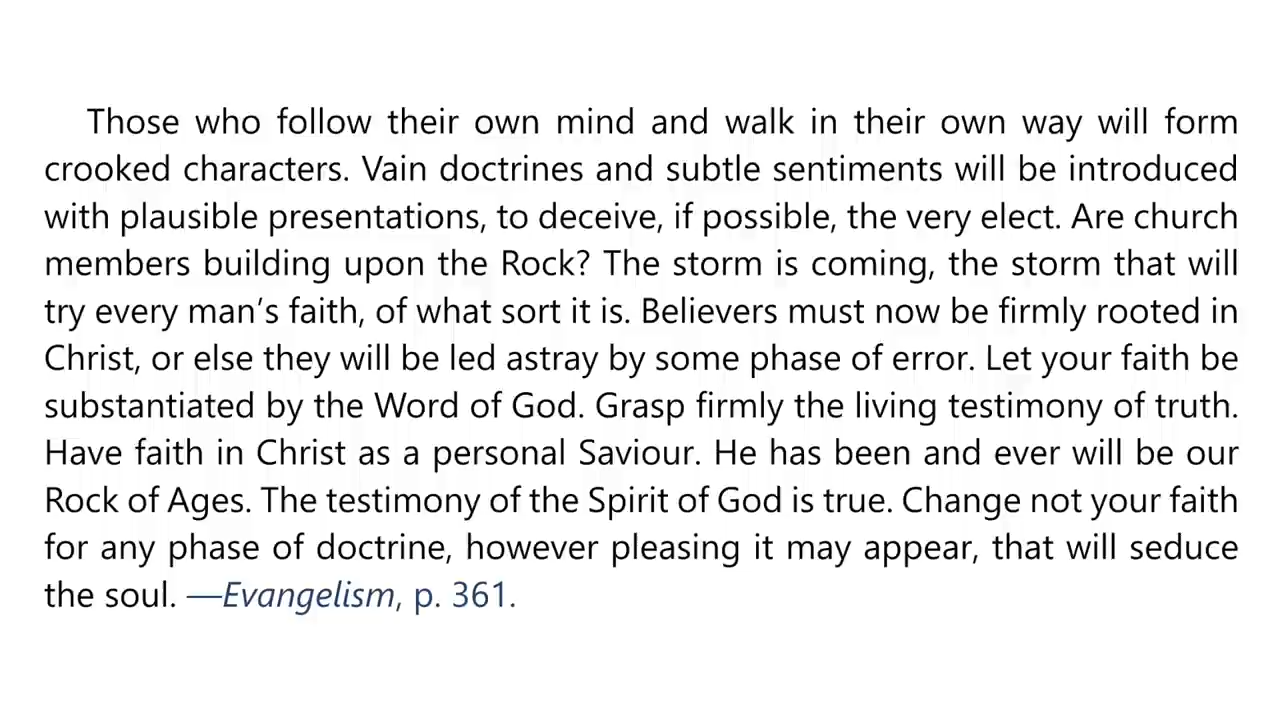 Those who follow their own mind and walk in their own way will form
crooked characters. Vain doctrines and subtle sentiments will be introduced
with plausible presentations, to deceive, if possible, the very elect. Are church
members building upon the Rock? The storm is coming, the storm that will
try every man’s faith, of what sort it is. Believers must now be firmly rooted in
Christ, or else they will be led astray by some phase of error. Let your faith be
substantiated by the Word of God. Grasp firmly the living testimony of truth.
Have faith in Christ as a personal Saviour. He has been and ever will be our
Rock of Ages. The testimony of the Spirit of God is true. Change not your faith
for any phase of doctrine, however pleasing it may appear, that will seduce
the soul. —Evangelism, p. 361.